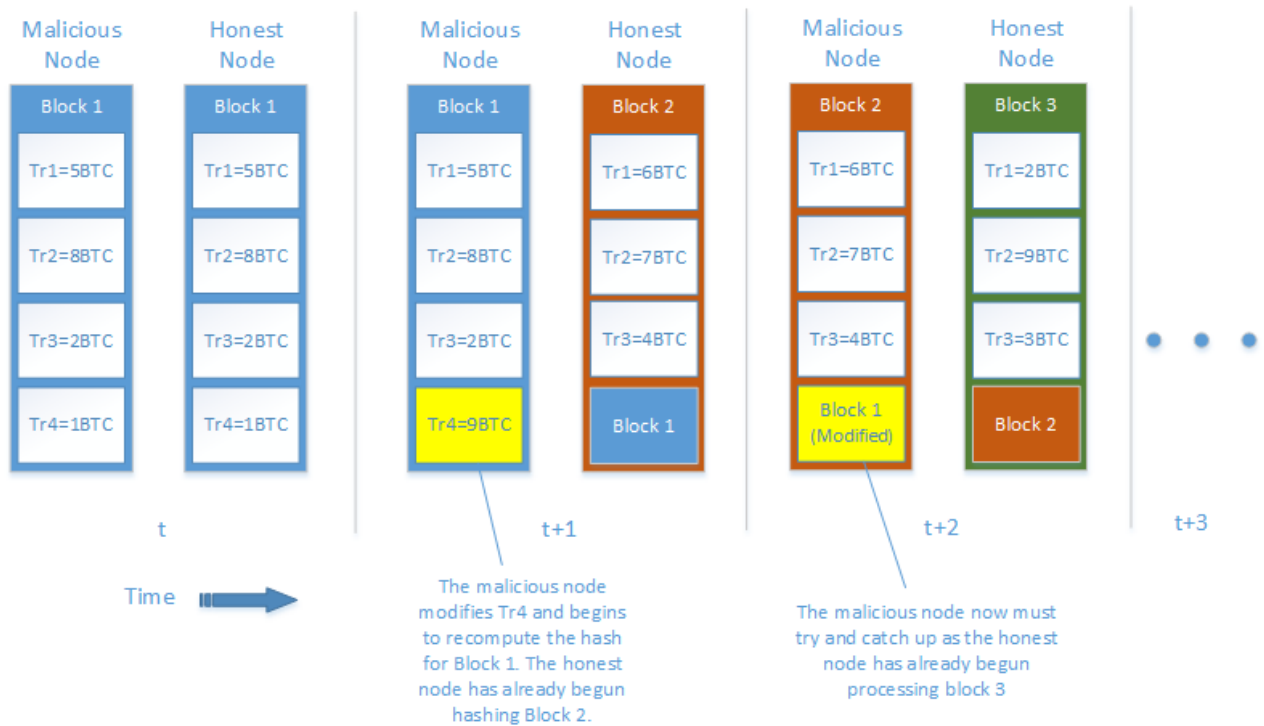 Malicious
Node
Honest
Node
Block 1
Tr1=5BTC
Tr2=8BTC
Tr3=2BTC
Tr4=1BTC
Block 1
Tr1=5BTC
Tr2=8BTC
Tr3=2BTC
Tr4=1BTC
t
Malicious
Node
Honest
Node
Block 1
Tr1=5BTC
Tr2=8BTC
Tr3=2BTC
Tr4=9BTC
Block 2
Tr1=6BTC
Tr2=7BTC
Tr3=4BTC
Block 1
t+1
The malicious node
modifies Tr4 and begins
to recompute the hash
for Block 1. The honest
node has already begun
hashing Block 2.
Malicious
Node
Honest
Node
Block 2
Tr1=6BTC
Tr2=7BTC
Tr3=4BTC
Block 1
(Modified)
Block 3
Tr1=2BTC
Tr2=9BTC
Tr3=3BTC
Block 2
t+2
The malicious node now must
try and catch up as the honest
node has already begun
processing block 3
t+3
Time